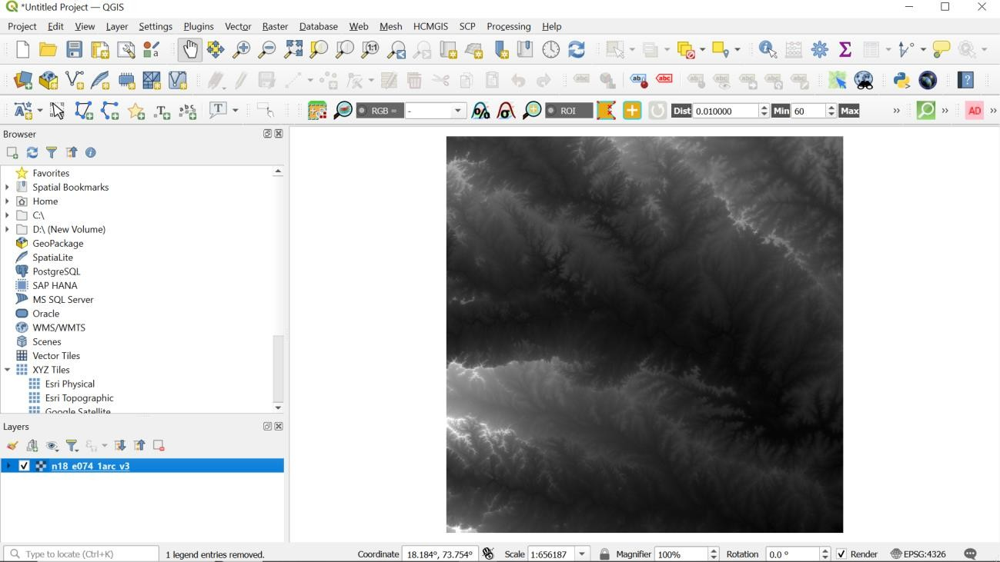 *Untitled Project — QGIS
Project Edit View Layer Settings Plugins Vector Raster Database Web Mesh HCMGIS SCP Processing Help
1:1
abc abc abc
T abc T RGB = - ROI Dist 0.010000 Min 60 Max » » AD »
Browser
Favorites
Spatial Bookmarks
Home
C:\
D:\ (New Volume)
GeoPackage
SpatiaLite
PostgreSQL
SAP HANA
MS SQL Server
Oracle
WMS/WMTS
Scenes
Vector Tiles
XYZ Tiles
Esri Physical
Esri Topographic
Google Satellite
Layers
n18_e074_1arc_v3
Type to locate (Ctrl+K) 1 legend entries removed. Coordinate 18.184°, 73.754° Scale 1:656187 Magnifier 100% Rotation 0.0 ° Render EPSG:4326